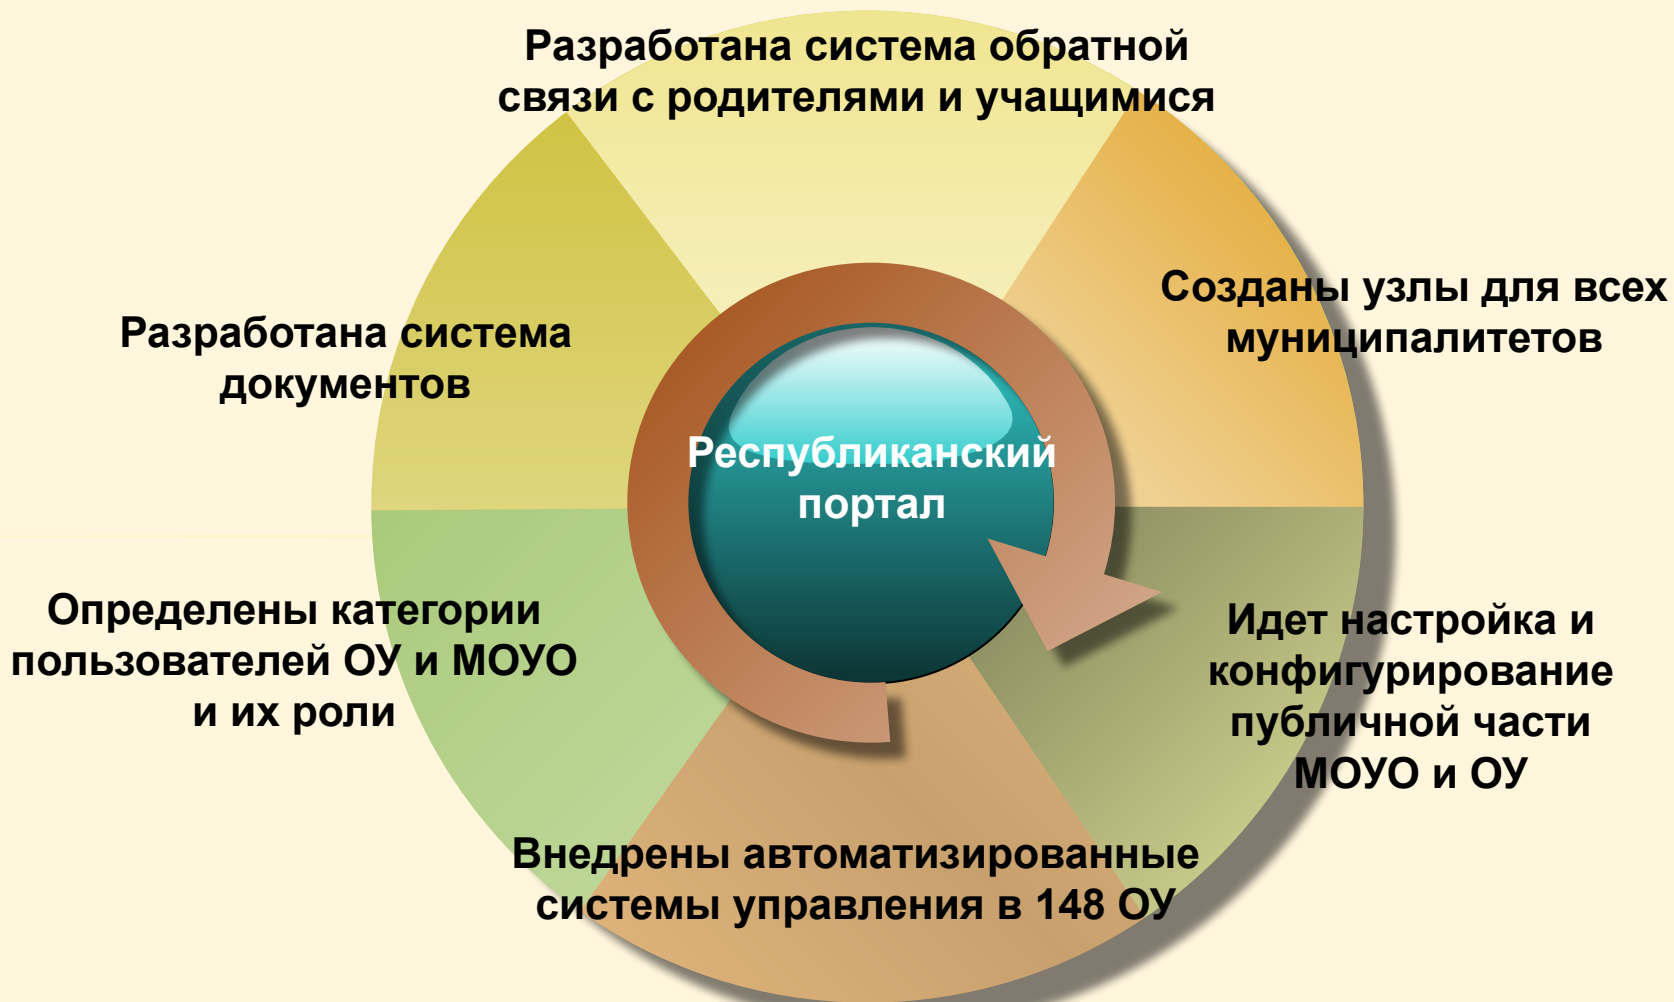 Разработана система обратной
связи с родителями и учащимися
Созданы узлы для всех
муниципалитетов
Разработана система
документов
Республиканский
портал
Определены категории
пользователей ОУ и МОУО
и их роли
Идет настройка и
конфигурирование
публичной части
МОУО и ОУ
Внедрены автоматизированные
системы управления в 148 ОУ